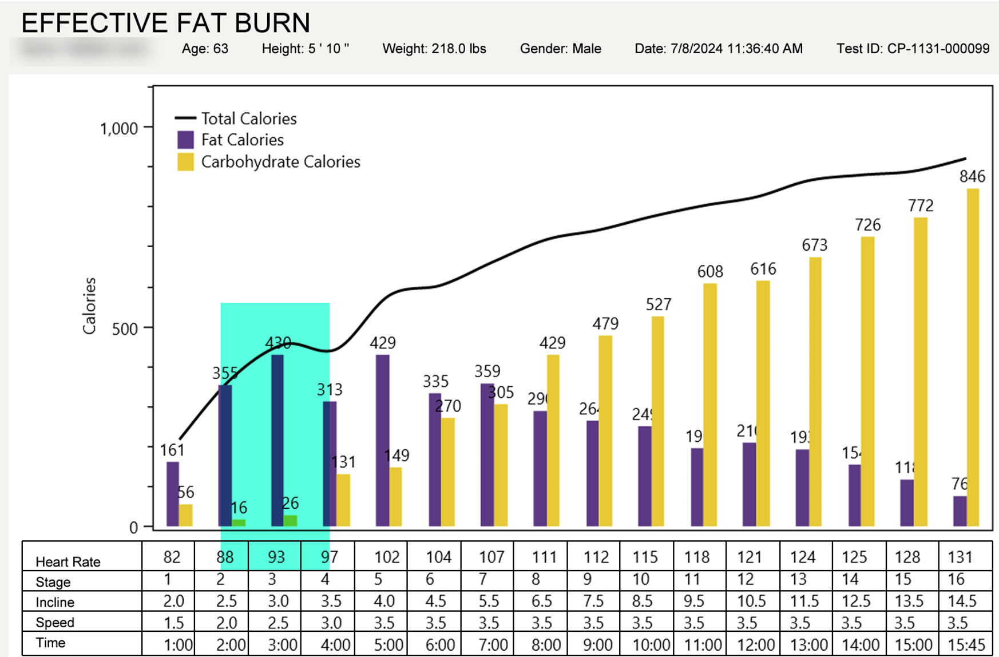 EFFECTIVE FAT BURN
Age: 63 Height: 5 ' 10 " Weight: 218.0 lbs Gender: Male Date: 7/8/2024 11:36:40 AM Test ID: CP-1131-000099
Total Calories
Fat Calories
Carbohydrate Calories
1,000
500
0
Calories
161 355 430 313 429 335 359 290 264 249 19 210 193 154 118 76
56 16 26 131 149 270 305 429 479 527 608 616 673 726 772 846
Heart Rate 82 88 93 97 102 104 107 111 112 115 118 121 124 125 128 131
Stage 1 2 3 4 5 6 7 8 9 10 11 12 13 14 15 16
Incline 2.0 2.5 3.0 3.5 4.0 4.5 5.5 6.5 7.5 8.5 9.5 10.5 11.5 12.5 13.5 14.5
Speed 1.5 2.0 2.5 3.0 3.5 3.5 3.5 3.5 3.5 3.5 3.5 3.5 3.5 3.5 3.5 3.5
Time 1:00 2:00 3:00 4:00 5:00 6:00 7:00 8:00 9:00 10:00 11:00 12:00 13:00 14:00 15:00 15:45